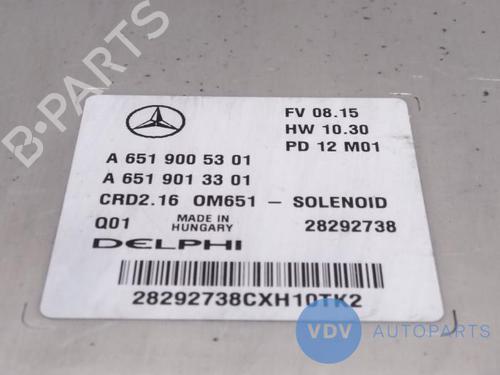 FV 08.15
HW 10.30
PD 12 M01
A 651 900 53 01
A 651 901 33 01
CRD2.16 OM651 – SOLENOID
Q01 MADE IN HUNGARY 28292738
DELPHI
28292738CXH10TK2
VDV AUTOPARTS